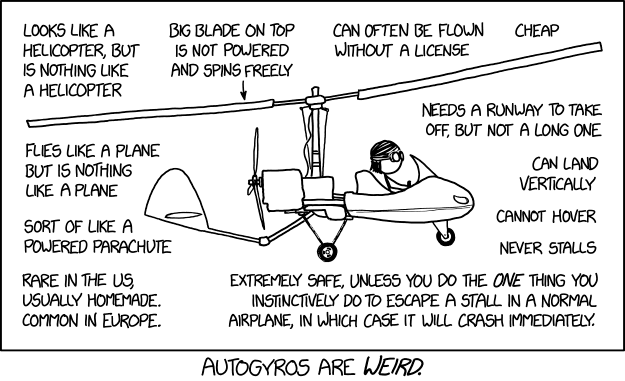 LOOKS LIKE A
HELICOPTER, BUT
IS NOTHING LIKE
A HELICOPTER
BIG BLADE ON TOP
IS NOT POWERED
AND SPINS FREELY
CAN OFTEN BE FLOWN
WITHOUT A LICENSE
CHEAP
NEEDS A RUNWAY TO TAKE
OFF, BUT NOT A LONG ONE
FLIES LIKE A PLANE
BUT IS NOTHING
LIKE A PLANE
CAN LAND
VERTICALLY
SORT OF LIKE A
POWERED PARACHUTE
CANNOT HOVER
NEVER STALLS
RARE IN THE US,
USUALLY HOMEMADE.
COMMON IN EUROPE.
EXTREMELY SAFE, UNLESS YOU DO THE ONE THING YOU
INSTINCTIVELY DO TO ESCAPE A STALL IN A NORMAL
AIRPLANE, IN WHICH CASE IT WILL CRASH IMMEDIATELY.
AUTOGYROS ARE WEIRD.